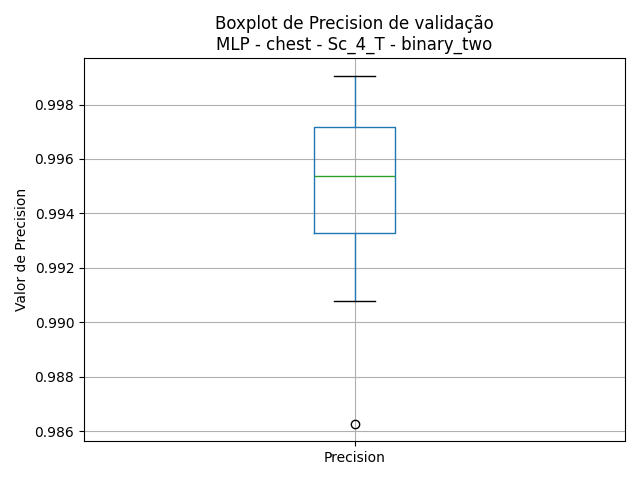 Boxplot de Precision de validação
MLP - chest - Sc_4_T - binary_two
Valor de Precision
0.998
0.996
0.994
0.992
0.990
0.988
0.986
Precision